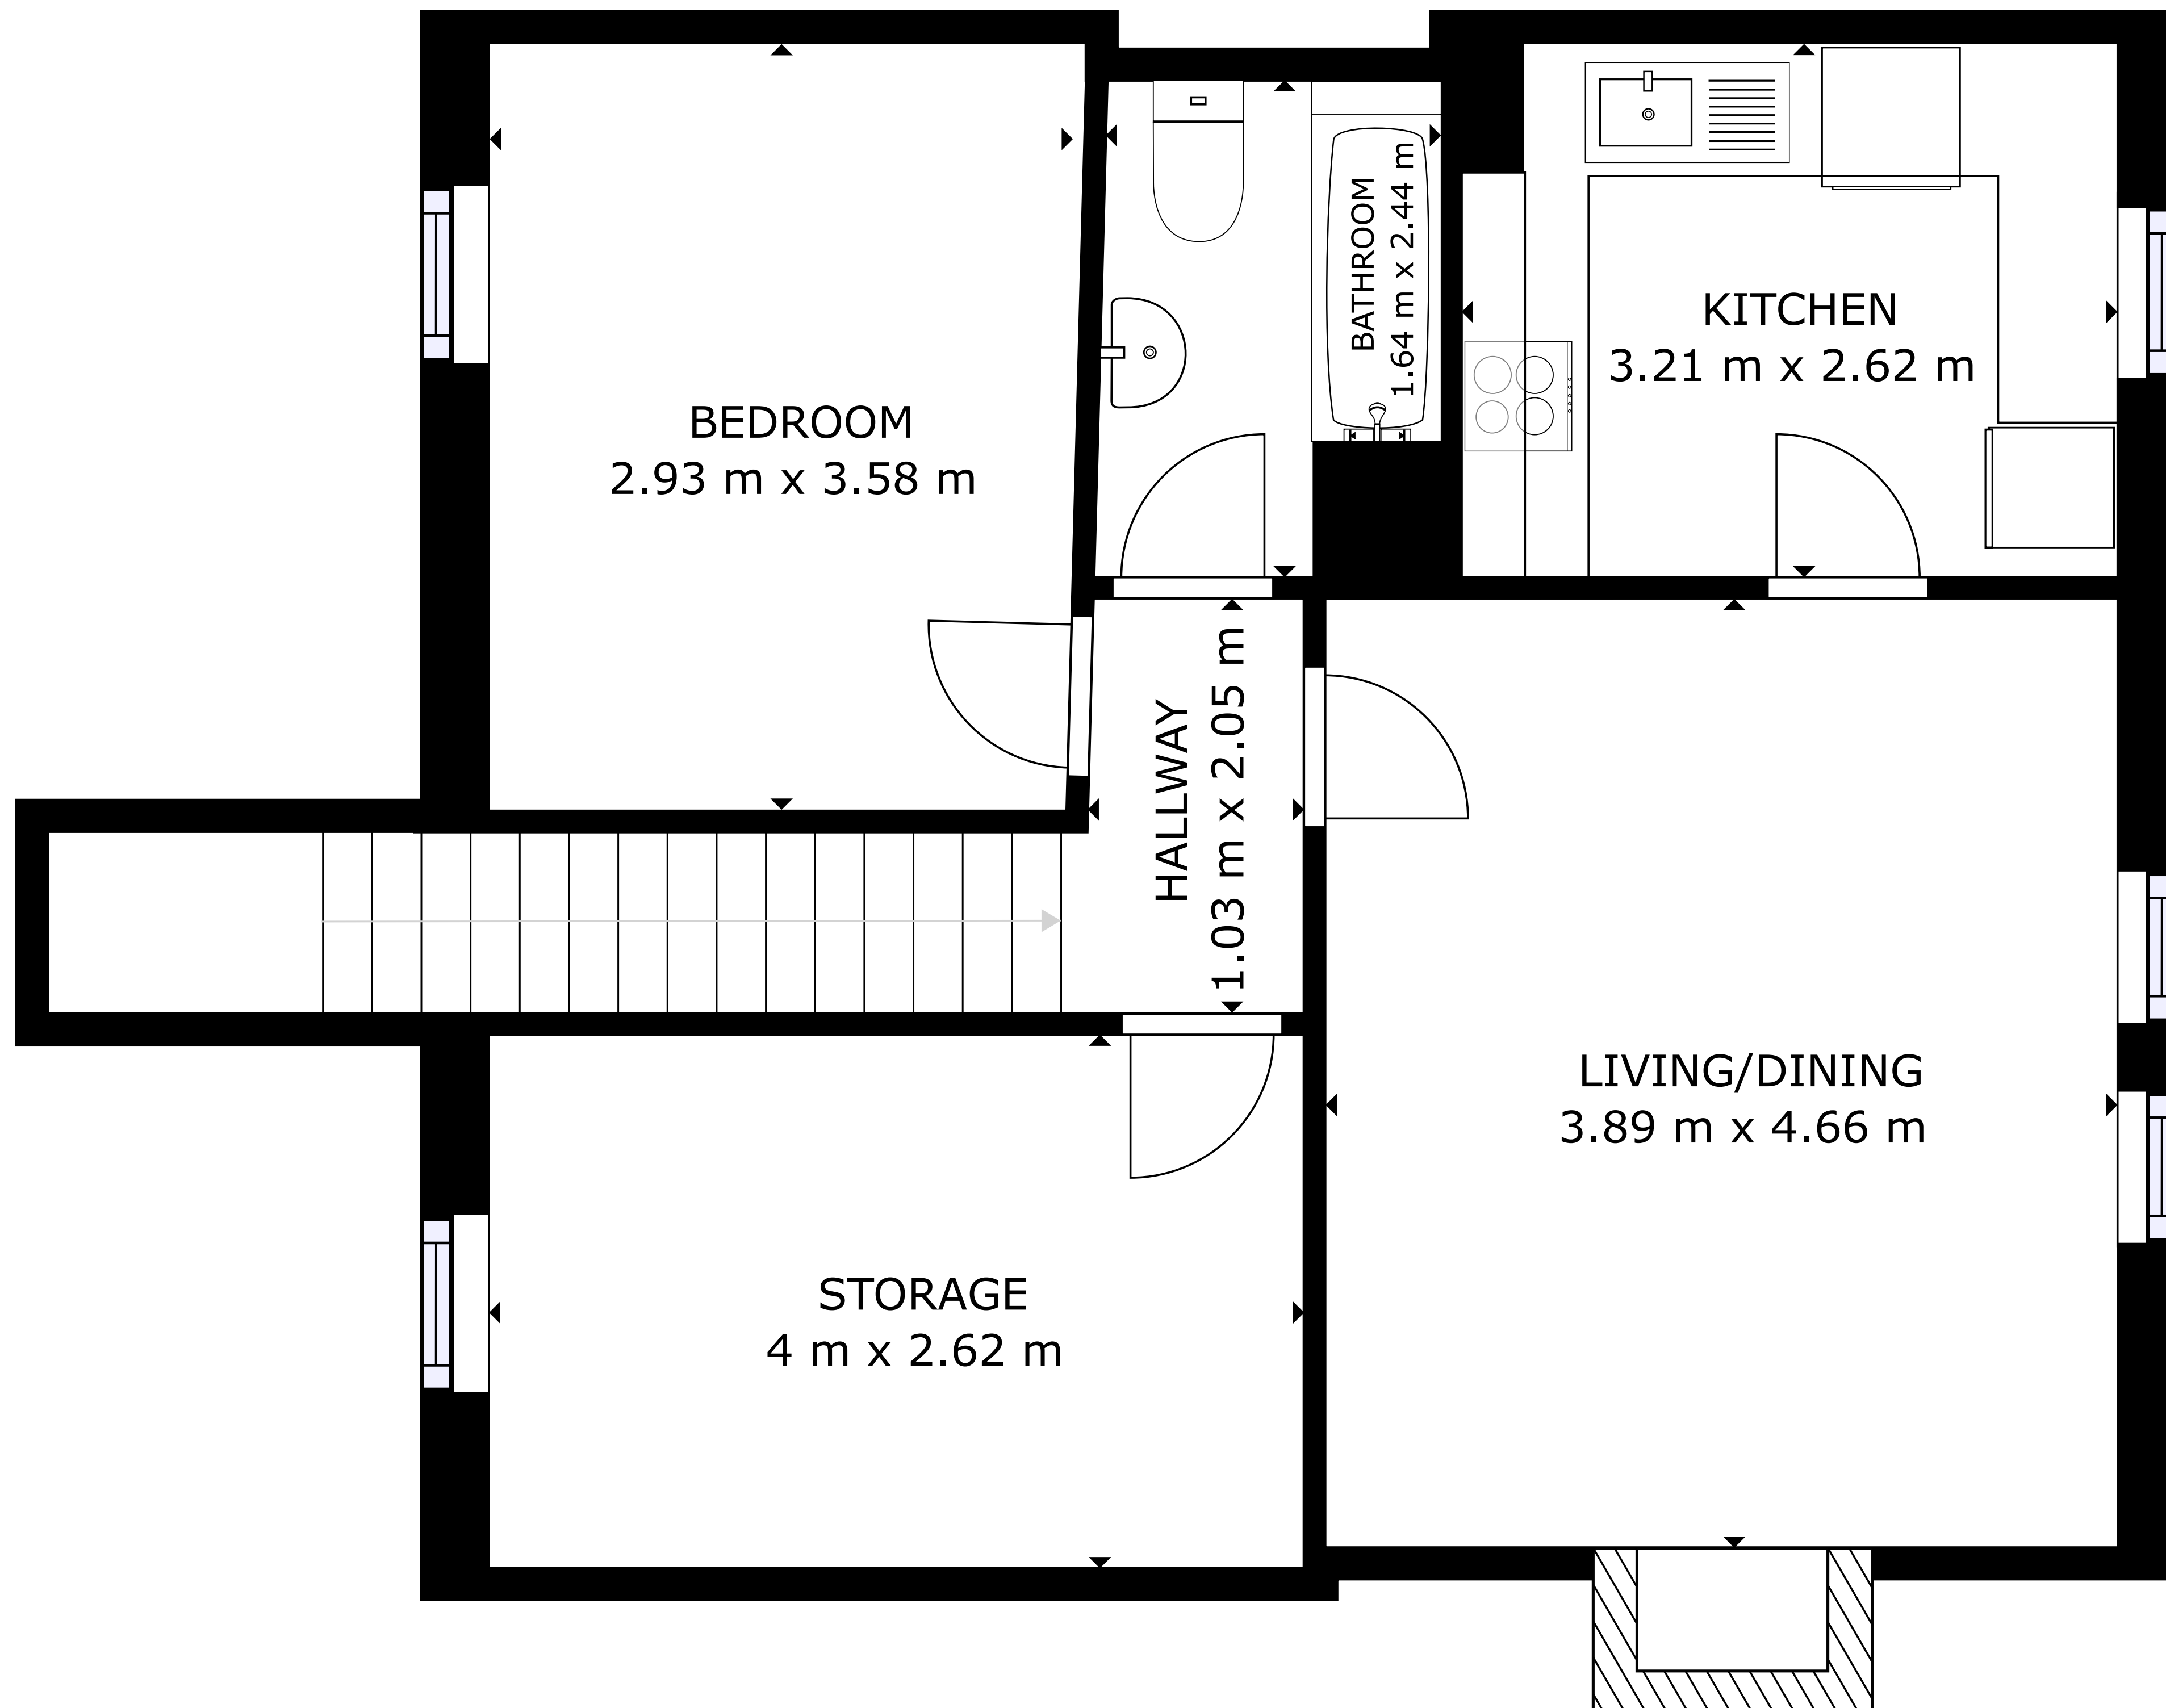 BEDROOM
2.93 m x 3.58 m
BATHROOM
1.64 m x 2.44 m
KITCHEN
3.21 m x 2.62 m
HALLWAY
1.03 m x 2.05 m
LIVING/DINING
3.89 m x 4.66 m
STORAGE
4 m x 2.62 m